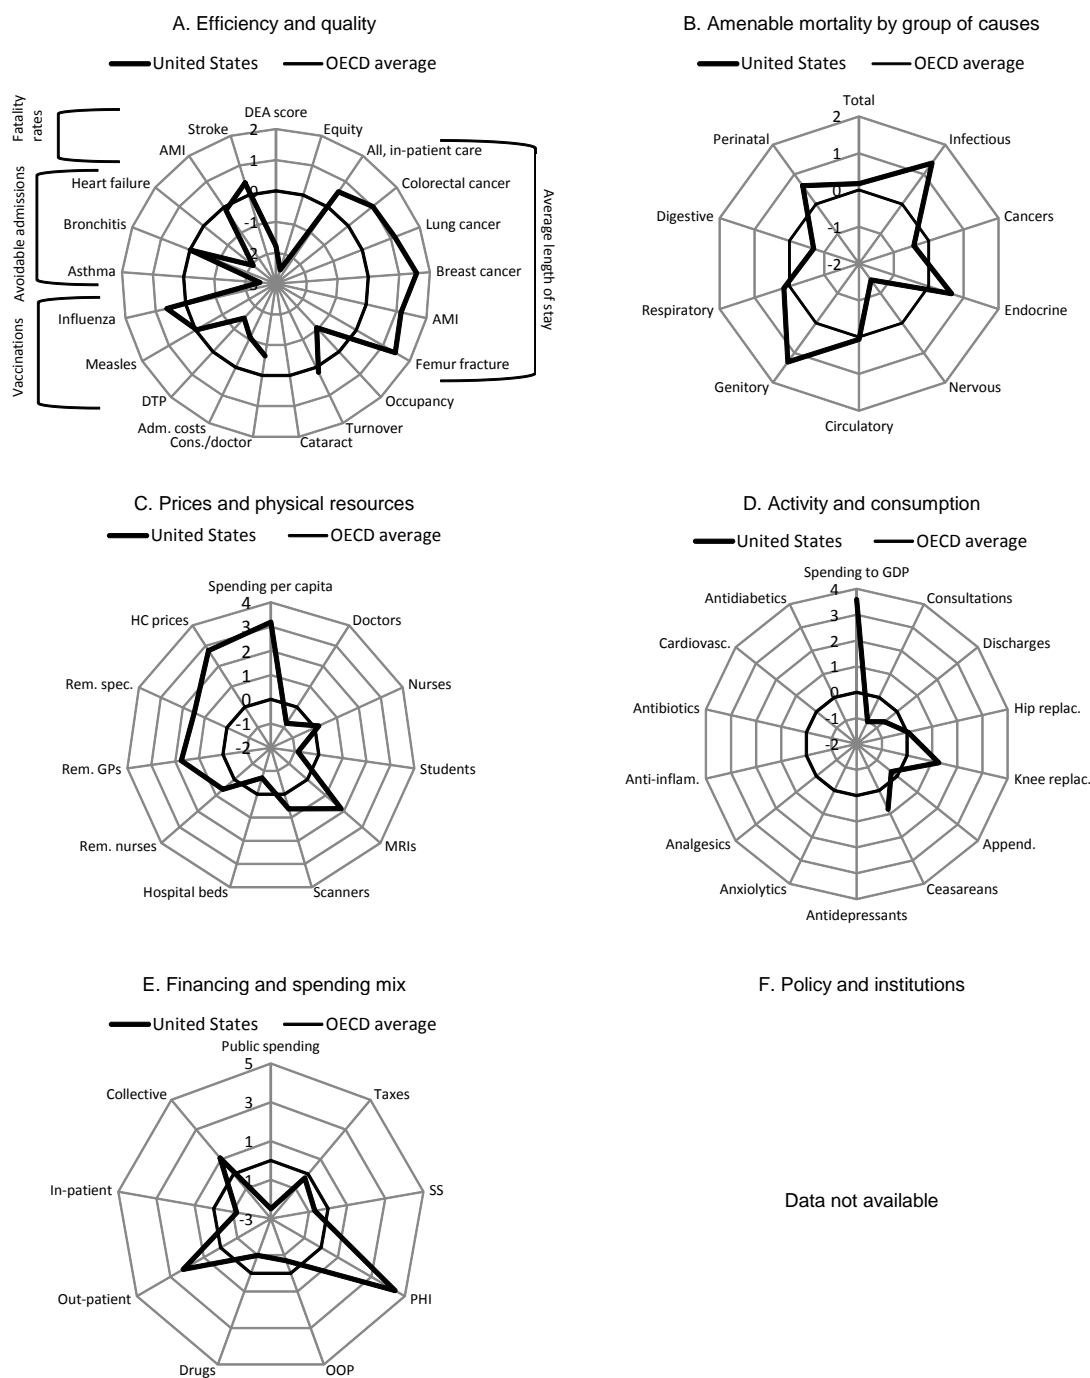 A. Efficiency and quality
United States OECD average
Fatality
rates
Avoidable admissions
Vaccinations
Average length of stay
DEA score
Equity
All, in-patient care
Colorectal cancer
Lung cancer
Breast cancer
AMI
Femur fracture
Occupancy
Turnover
Cataract
Cons./doctor
Adm. costs
DTP
Measles
Influenza
Asthma
Bronchitis
Heart failure
AMI
Stroke
2
1
0
-1
-2
-3
B. Amenable mortality by group of causes
United States OECD average
Total
Infectious
Cancers
Endocrine
Nervous
Circulatory
Genitory
Respiratory
Digestive
Perinatal
2
1
0
-1
-2
C. Prices and physical resources
United States OECD average
Spending per capita
Doctors
Nurses
Students
MRIs
Scanners
Hospital beds
Rem. nurses
Rem. GPs
Rem. spec.
HC prices
4
3
2
1
0
-1
-2
D. Activity and consumption
United States OECD average
Spending to GDP
Consultations
Discharges
Hip replac.
Knee replac.
Append.
Ceasareans
Antidepressants
Anxiolytics
Analgesics
Anti-inflam.
Antibiotics
Cardiovasc.
Antidiabetics
4
3
2
1
0
-1
-2
E. Financing and spending mix
United States OECD average
Public spending
Taxes
SS
PHI
OOP
Drugs
Out-patient
In-patient
Collective
5
3
1
-1
-3
F. Policy and institutions
Data not available